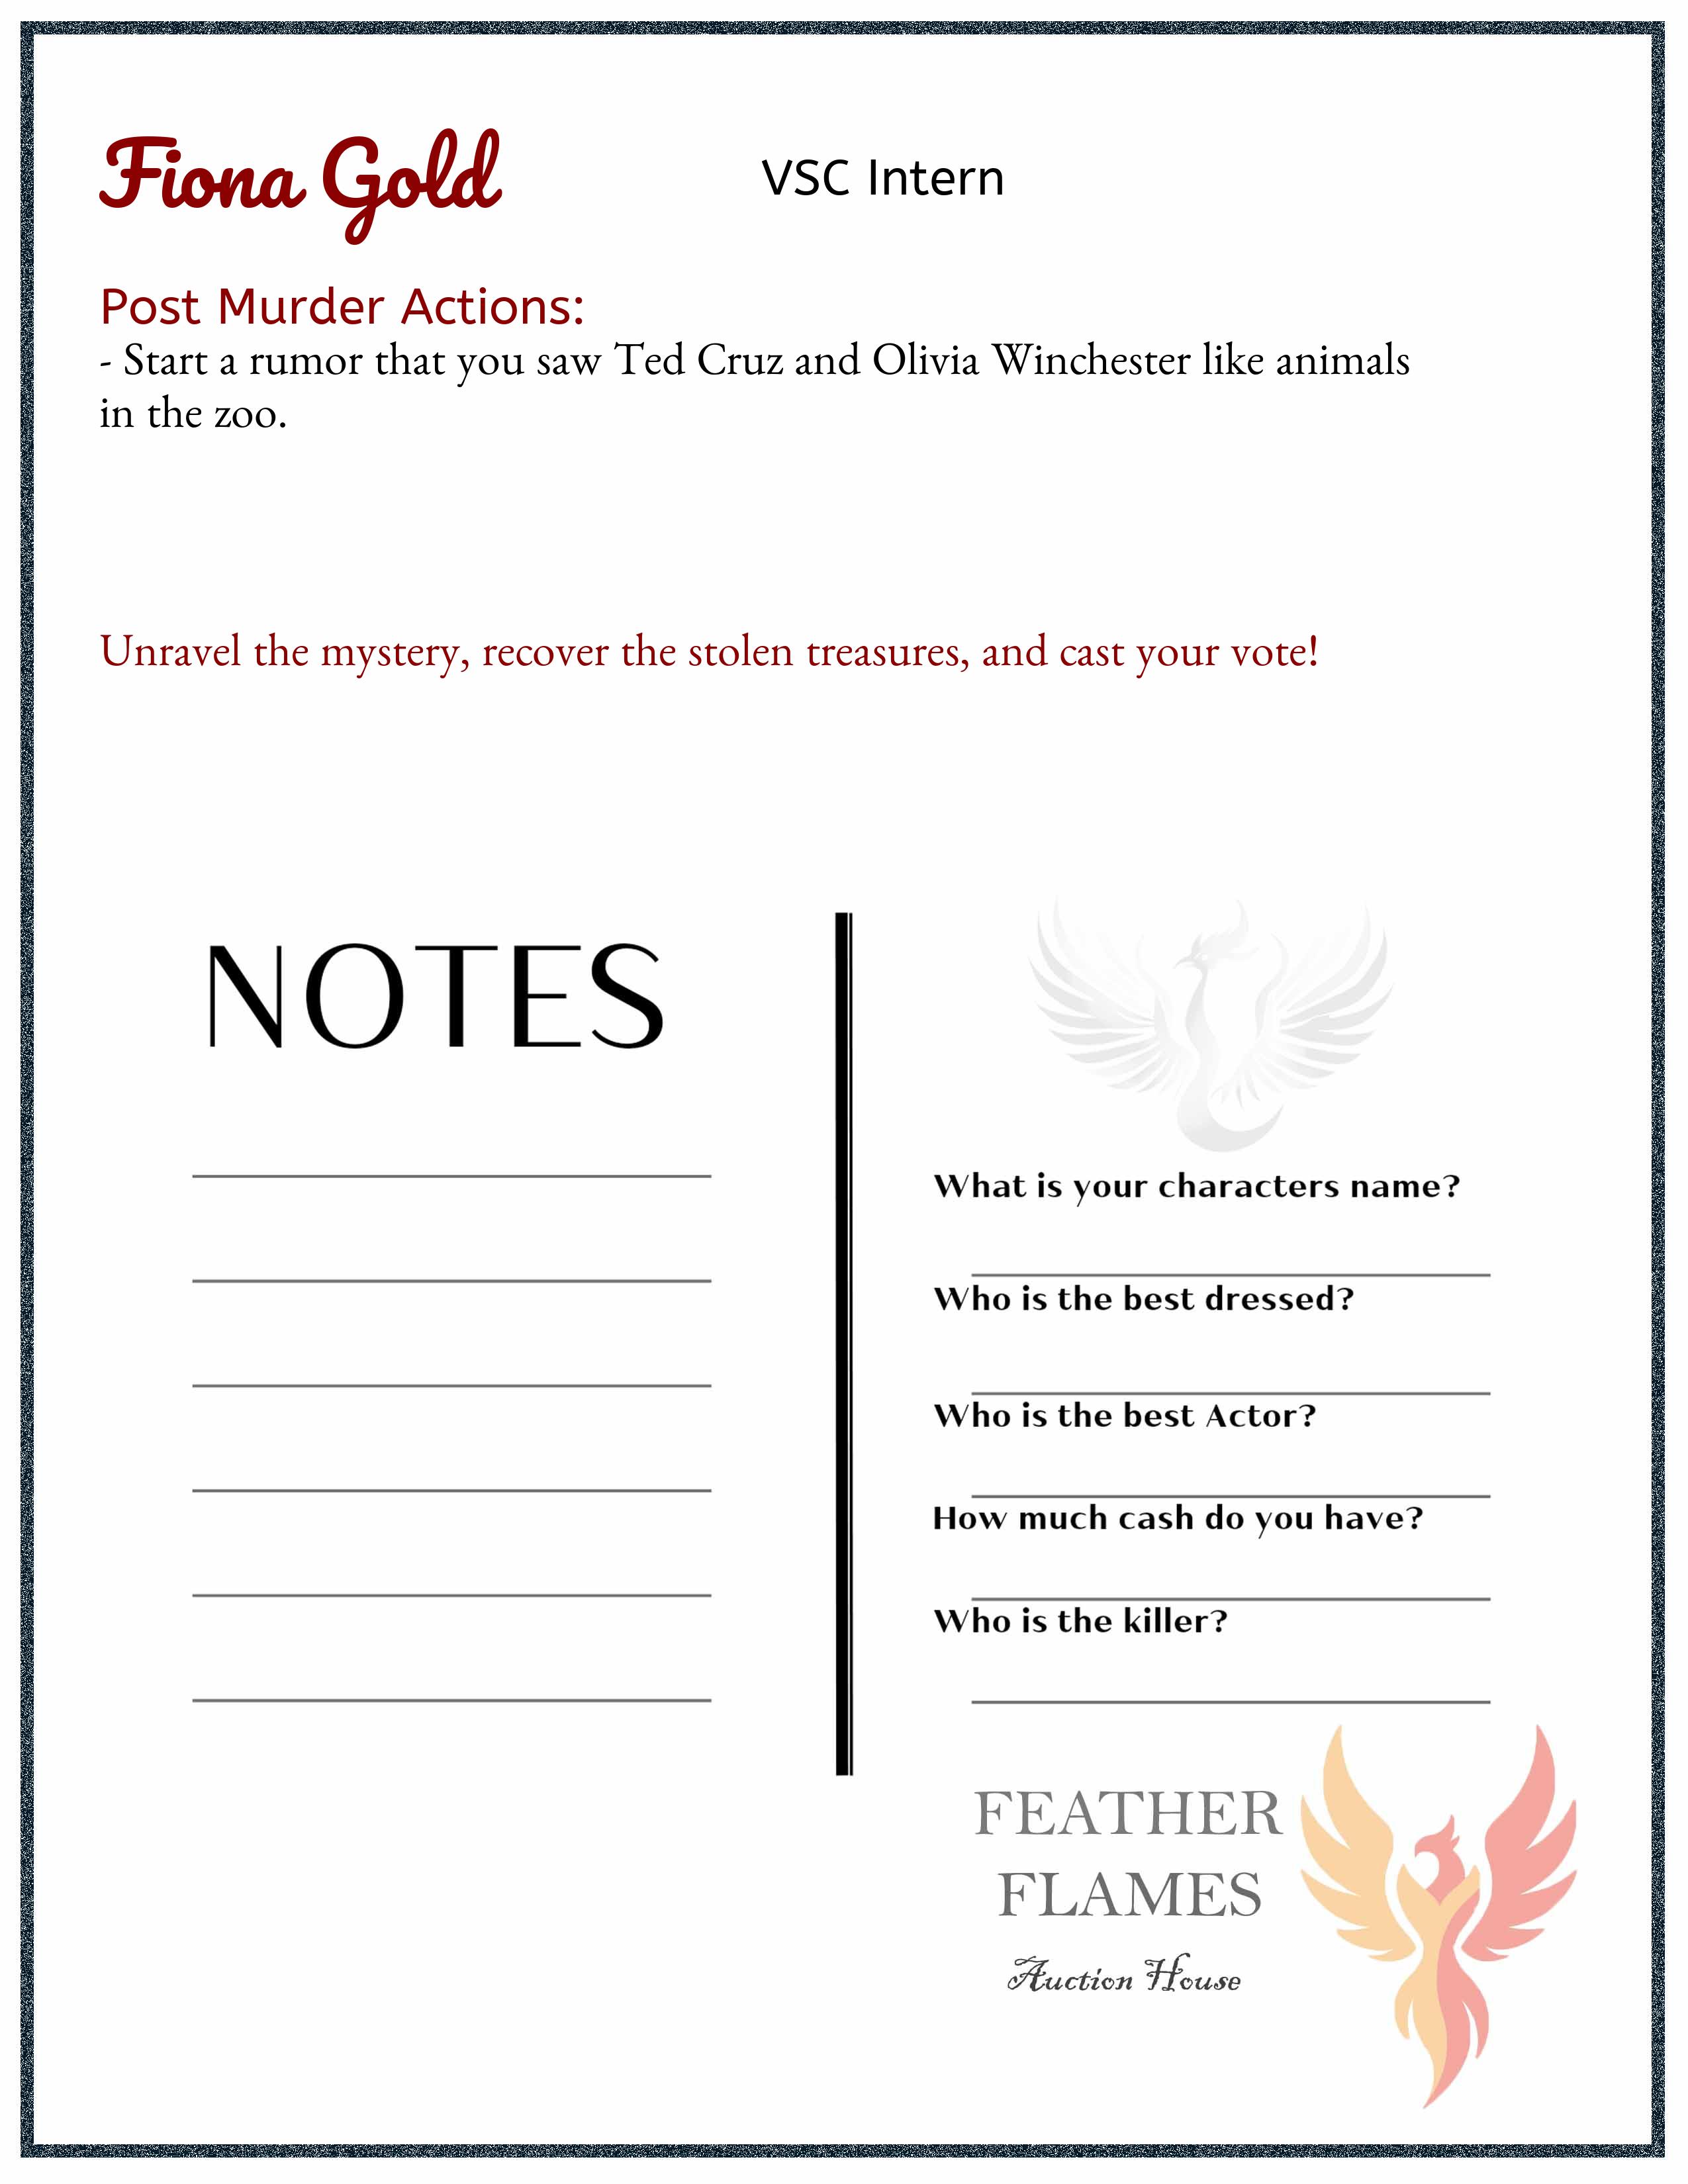 Fiona Gold
VSC Intern
Post Murder Actions:
- Start a rumor that you saw Ted Cruz and Olivia Winchester like animals
in the zoo.
Unravel the mystery, recover the stolen treasures, and cast your vote!
NOTES
What is your characters name?
Who is the best dressed?
Who is the best Actor?
How much cash do you have?
Who is the killer?
FEATHER
FLAMES
Auction House